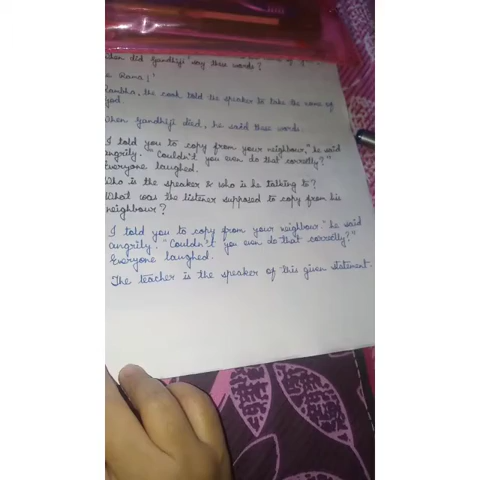 when did Gandhiji say these words?
e Rama!'
Rambha, the cook told the speaker to take the name of
God.
When Gandhiji died, he said these words.
I told you to copy from your neighbour," he said
angrily. "Couldn't you even do that correctly?"
Everyone laughed.
Who is the speaker & who is he talking to?
What was the listener supposed to copy from his
neighbour?
I told you to copy from your neighbour" he said
angrily. "Couldn't you even do that correctly?"
Everyone laughed.
The teacher is the speaker of this given statement.